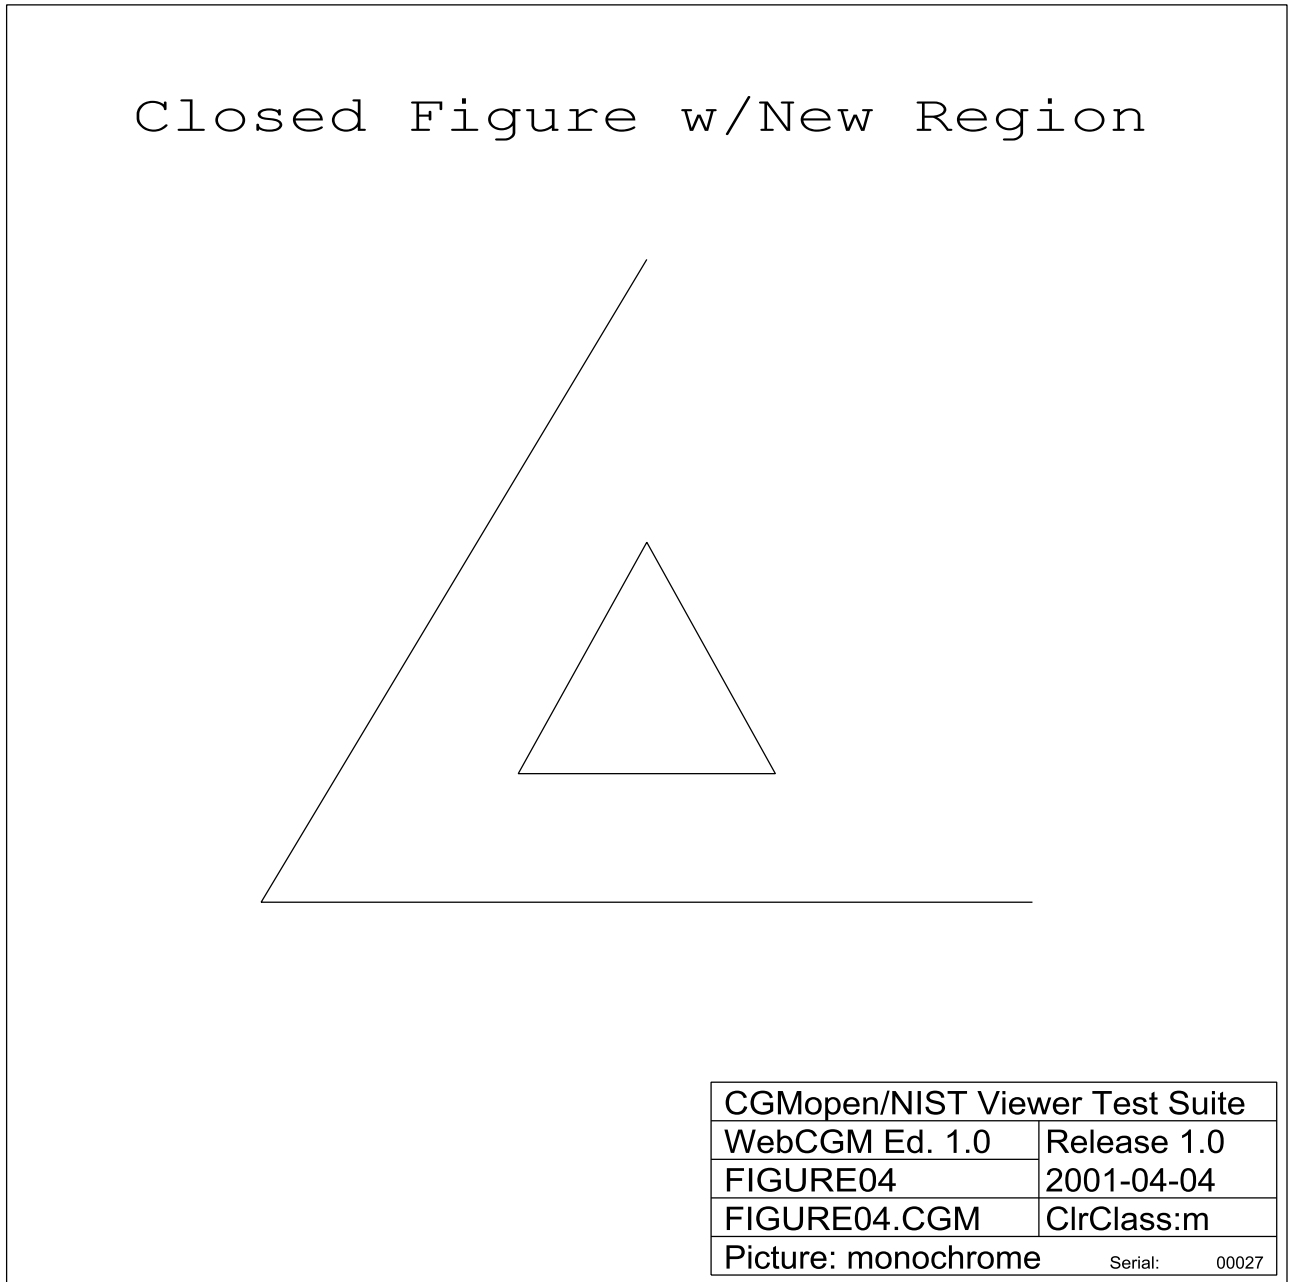 Closed Figure w/New Region
CGMopen/NIST Viewer Test Suite
WebCGM Ed. 1.0 Release 1.0
FIGURE04 2001-04-04
FIGURE04.CGM ClrClass:m
Picture: monochrome Serial: 00027